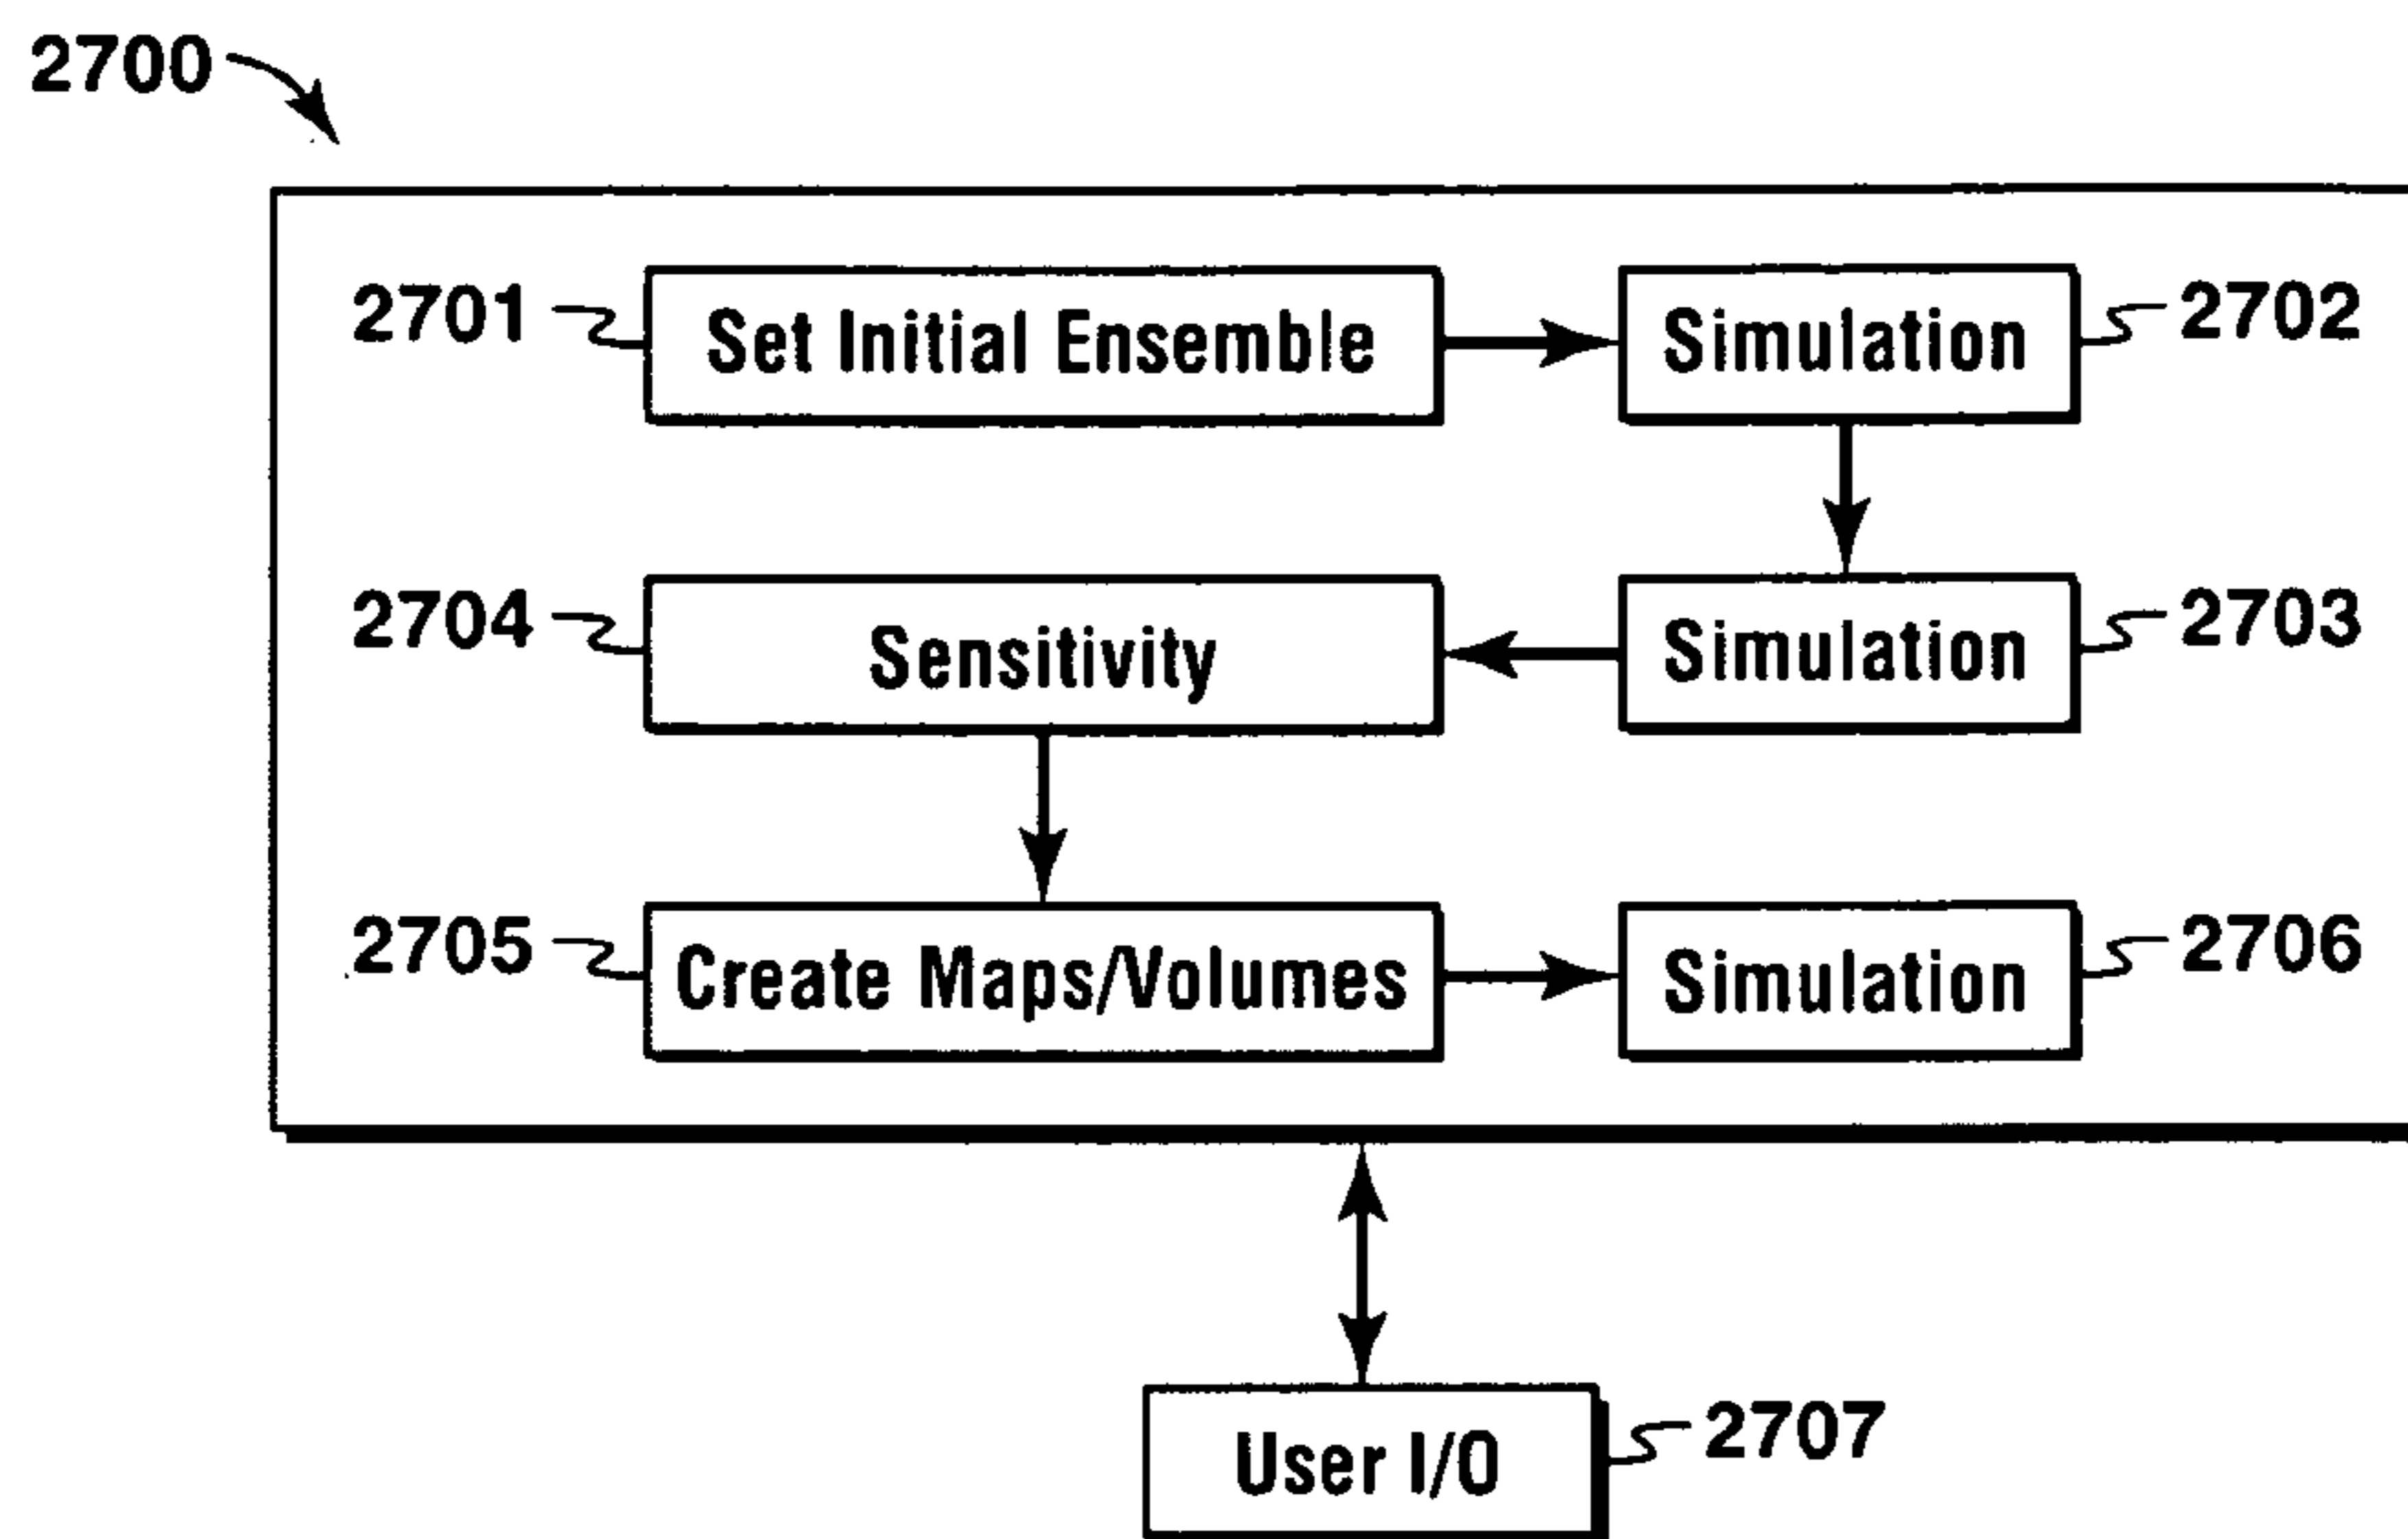 2700
2701 Set Initial Ensemble Simulation 2702
2704 Sensitivity Simulation 2703
2705 Create Maps/Volumes Simulation 2706
User I/O 2707